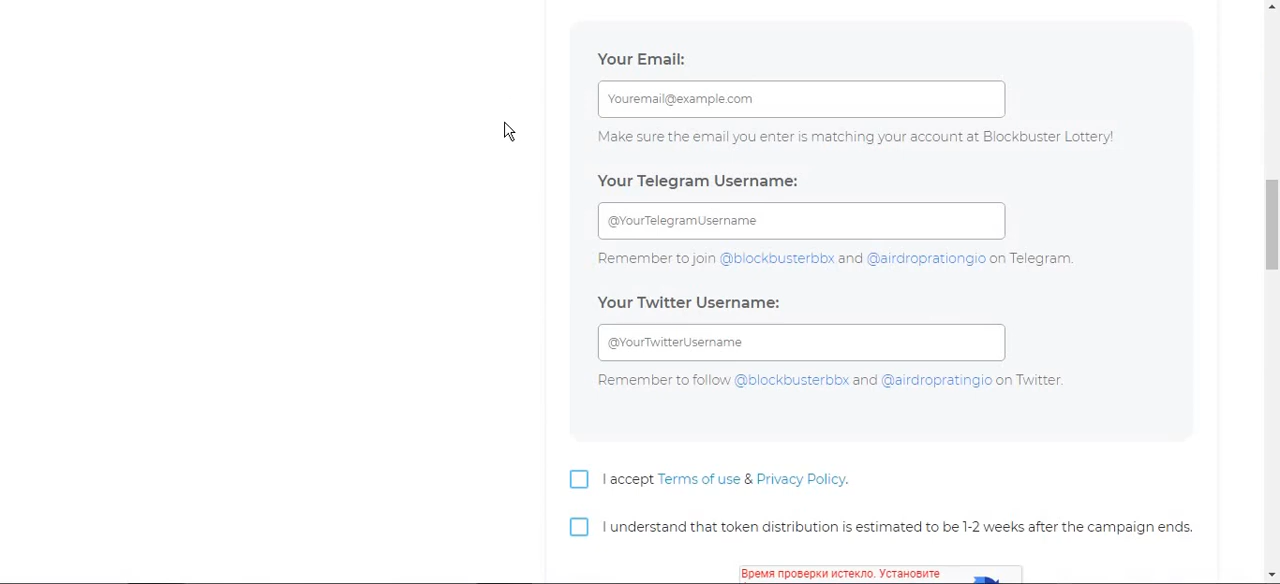 Your Email:
Youremail@example.com
Make sure the email you enter is matching your account at Blockbuster Lottery!
Your Telegram Username:
@YourTelegramUsername
Remember to join @blockbusterbbx and @airdroprationgio on Telegram.
Your Twitter Username:
@YourTwitterUsername
Remember to follow @blockbusterbbx and @airdropratingio on Twitter.
I accept Terms of use & Privacy Policy.
I understand that token distribution is estimated to be 1-2 weeks after the campaign ends.
Время проверки истекло. Установите